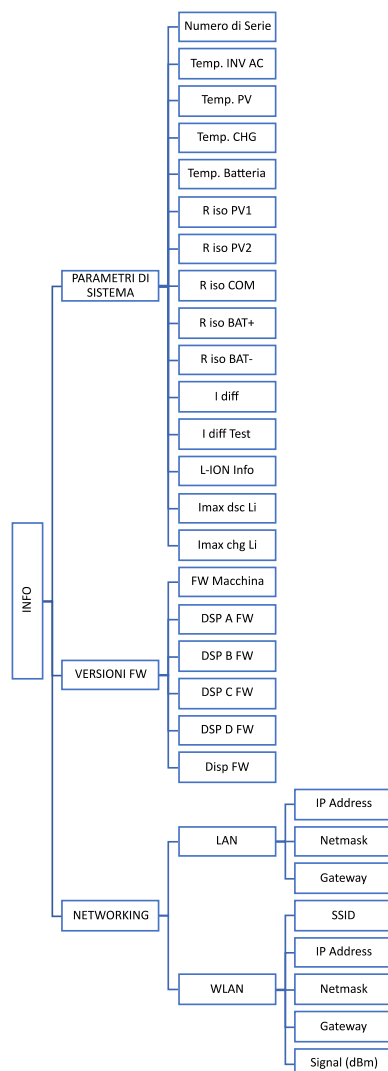 Numero di Serie
Temp. INV AC
Temp. PV
Temp. CHG
Temp. Batteria
R iso PV1
R iso PV2
PARAMETRI DI
SISTEMA
R iso COM
R iso BAT+
R iso BAT-
I diff
I diff Test
L-ION Info
Imax dsc Li
Imax chg Li
INFO
FW Macchina
DSP A FW
DSP B FW
VERSIONI FW
DSP C FW
DSP D FW
Disp FW
IP Address
LAN
Netmask
Gateway
NETWORKING
SSID
IP Address
WLAN
Netmask
Gateway
Signal (dBm)